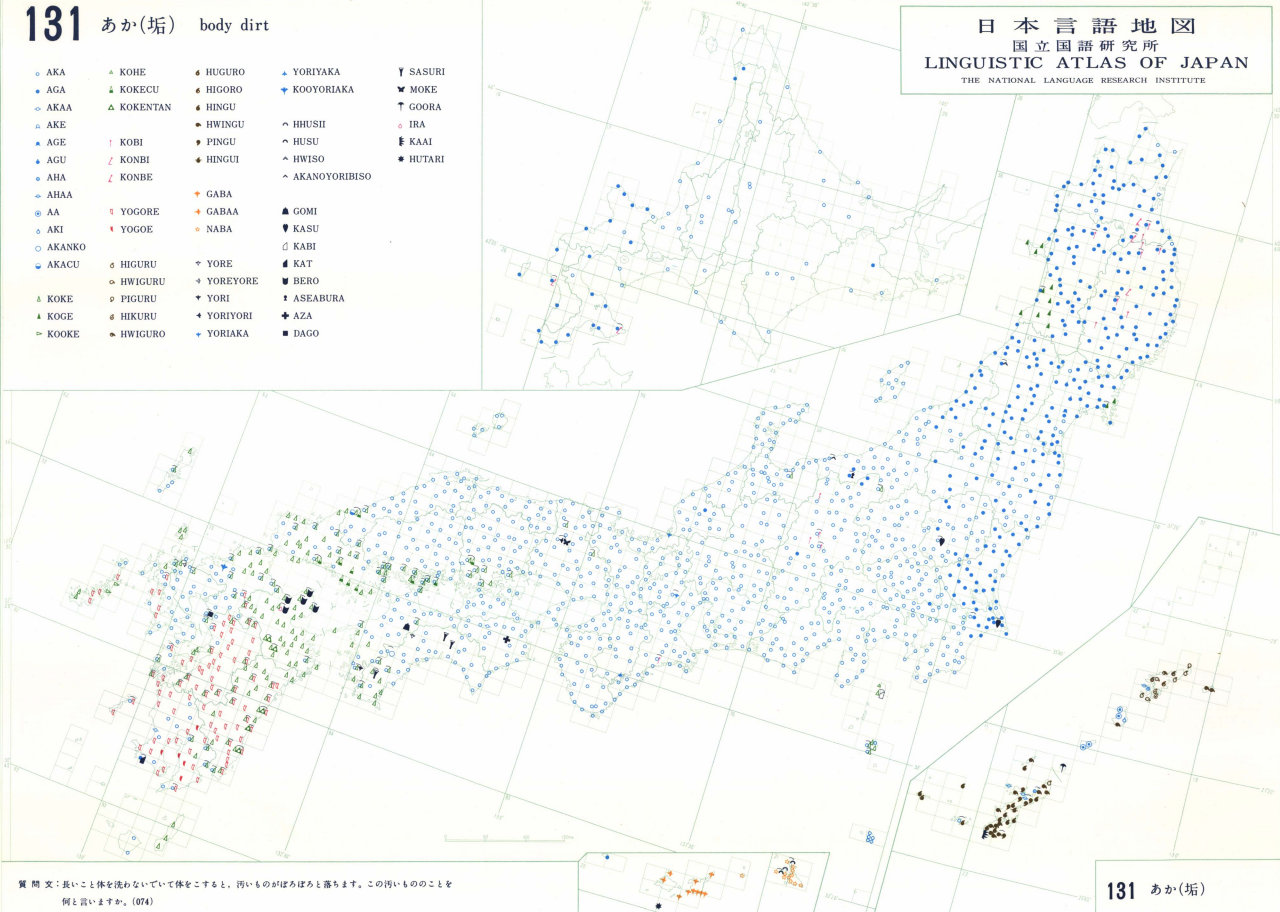 131 あか(垢) body dirt
日本言語地図
国立国語研究所
LINGUISTIC ATLAS OF JAPAN
THE NATIONAL LANGUAGE RESEARCH INSTITUTE
AKA
AGA
AKAA
AKE
AGE
AGU
AHA
AHAA
AA
AKI
AKANKO
AKACU
KOKE
KOGE
KOOKE
KOHE
KOKECU
KOKENTAN
KOBI
KONBI
KONBE
YOGORE
YOGOE
HIGURU
HWIGURU
PIGURU
HIKURU
HWIGURO
HUGURO
HIGORO
HINGU
HWINGU
PINGU
HINGUI
GABA
GABAA
NABA
YORE
YOREYORE
YORI
YORIYORI
YORIAKA
YORIYAKA
KOOYORIAKA
HHUSII
HUSU
HWISO
AKANOYORIBISO
GOMI
KASU
KABI
KAT
BERO
ASEABURA
AZA
DAGO
SASURI
MOKE
GOORA
IRA
KAAI
HUTARI
質問文:長いこと体を洗わないでいて体をこすると,汚いものがぽろぽろと落ちます。この汚いもののことを
何と言いますか。(074)
131 あか(垢)